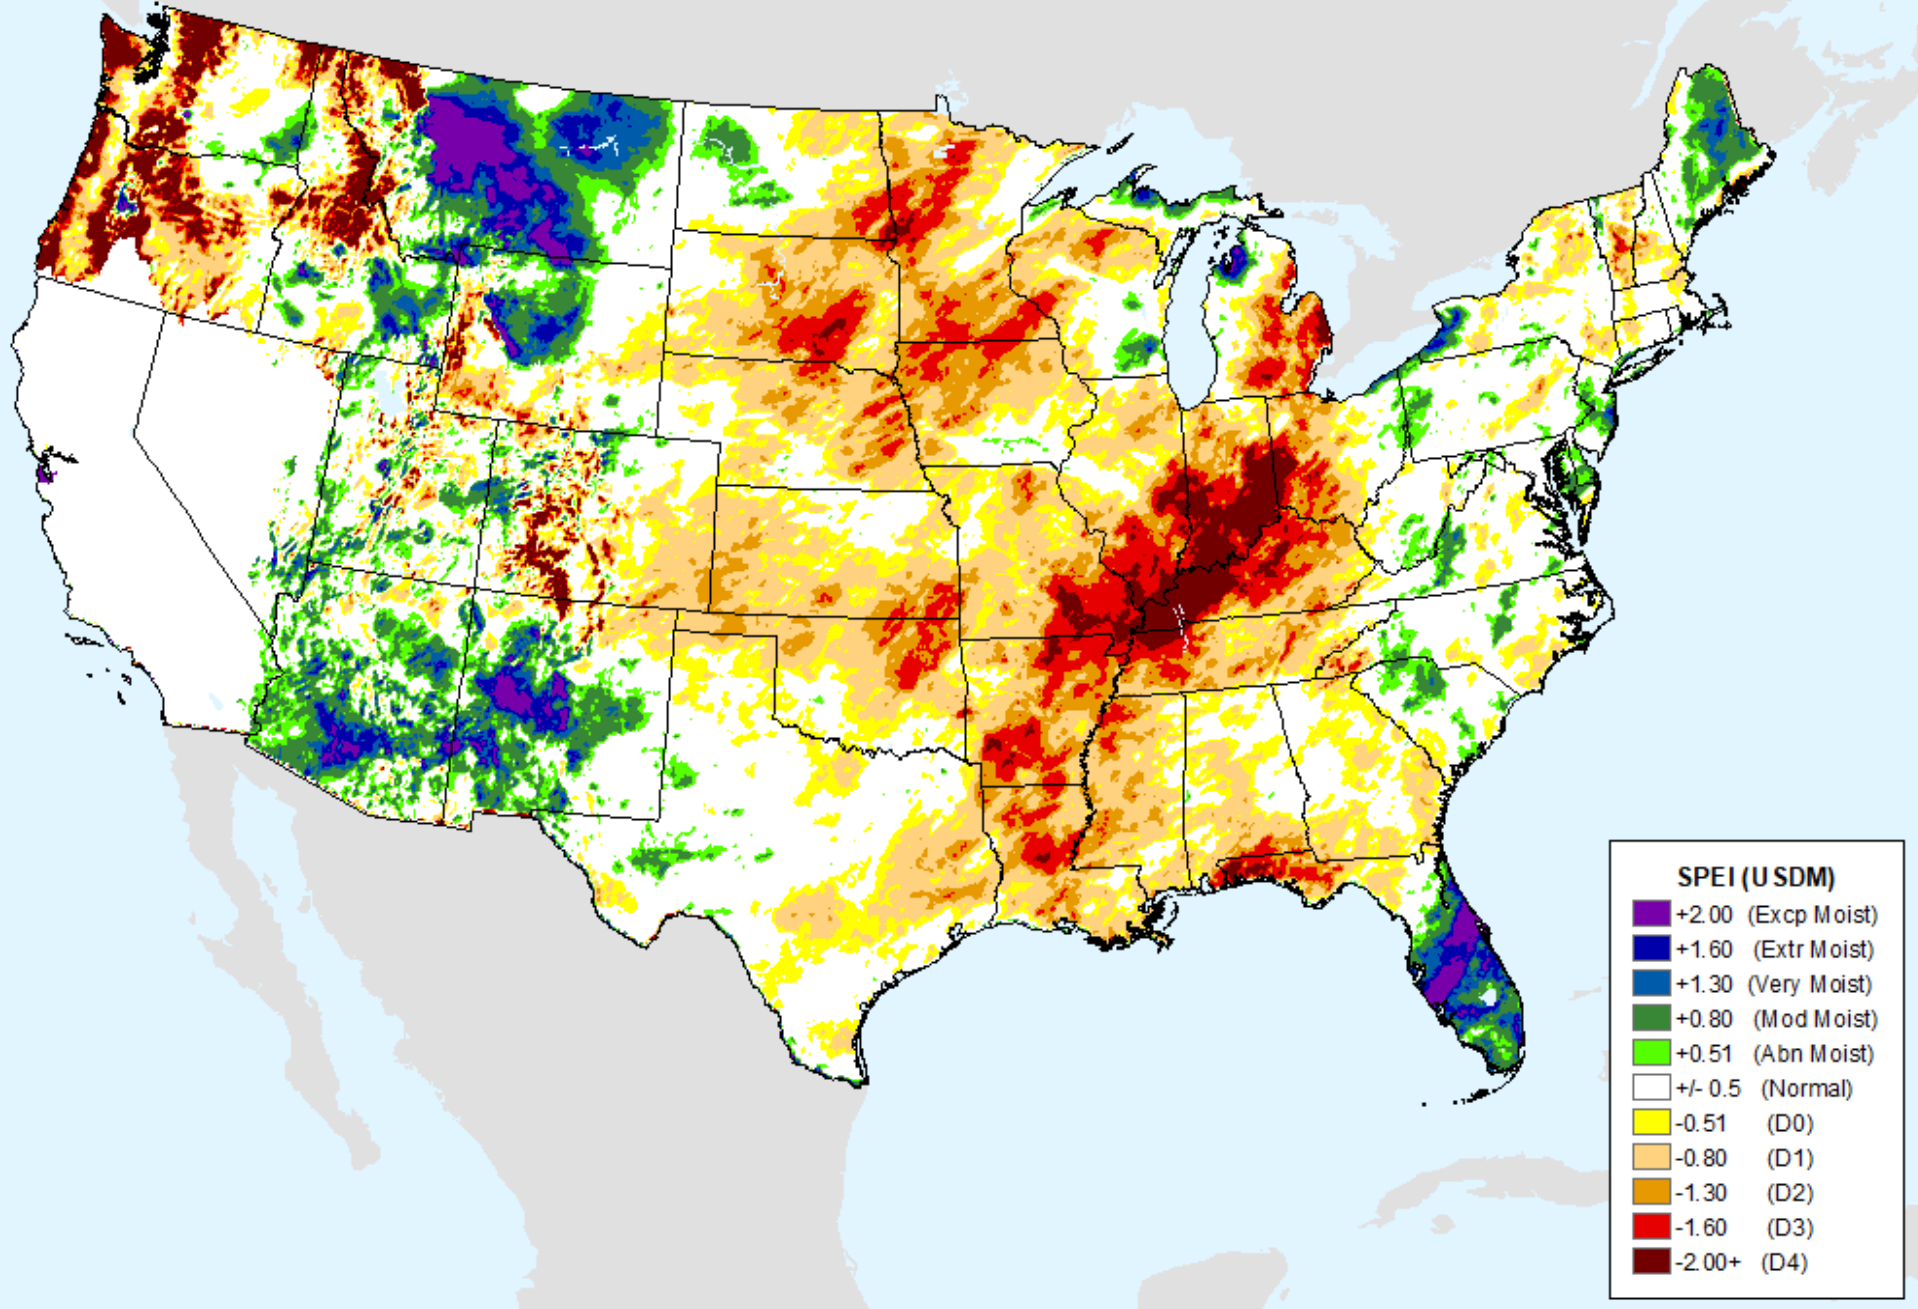 SPEI (USDM)
+2.00 (Excp Moist)
+1.60 (Extr Moist)
+1.30 (Very Moist)
+0.80 (Mod Moist)
+0.51 (Abn Moist)
+/- 0.5 (Normal)
-0.51 (D0)
-0.80 (D1)
-1.30 (D2)
-1.60 (D3)
-2.00+ (D4)